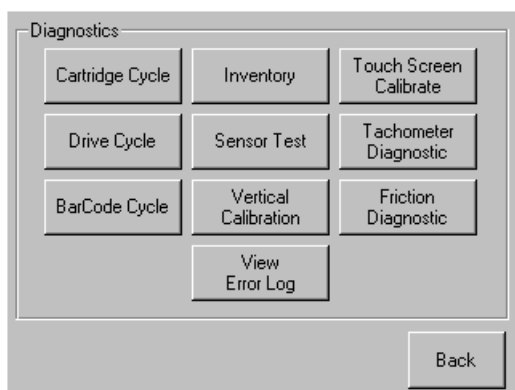 Diagnostics
Cartridge Cycle
Inventory
Touch Screen
Calibrate
Drive Cycle
Sensor Test
Tachometer
Diagnostic
BarCode Cycle
Vertical
Calibration
Friction
Diagnostic
View
Error Log
Back